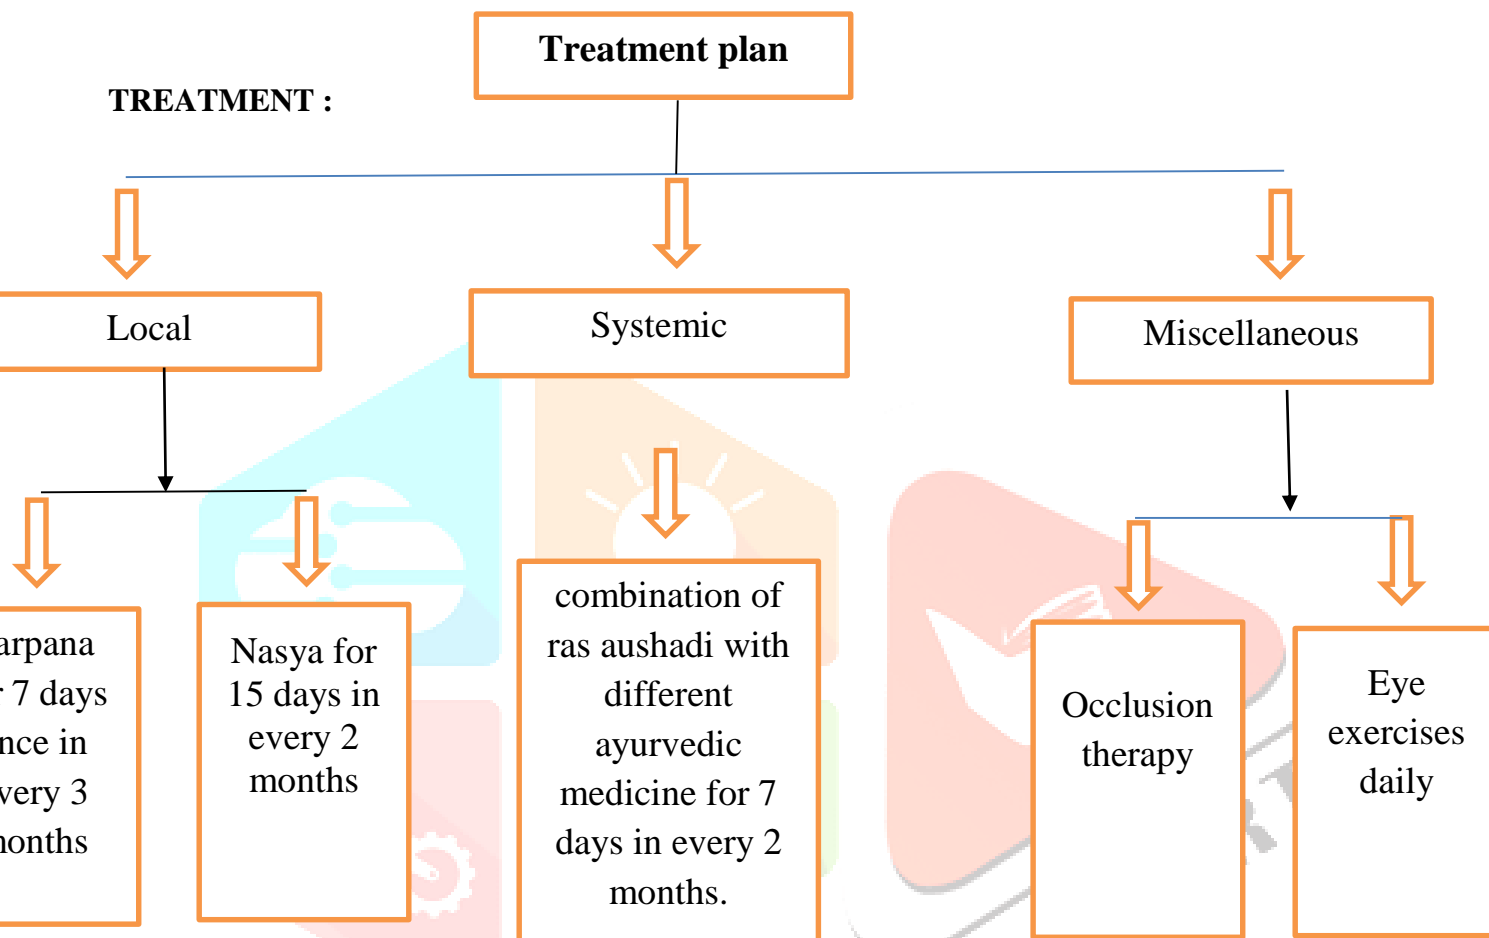 Treatment plan
TREATMENT :
Local
Systemic
Miscellaneous
arpana
7 days
nce in
very 3
onths
Nasya for
15 days in
every 2
months
combination of
ras aushadi with
different
ayurvedic
medicine for 7
days in every 2
months.
Occlusion
therapy
Eye
exercises
daily